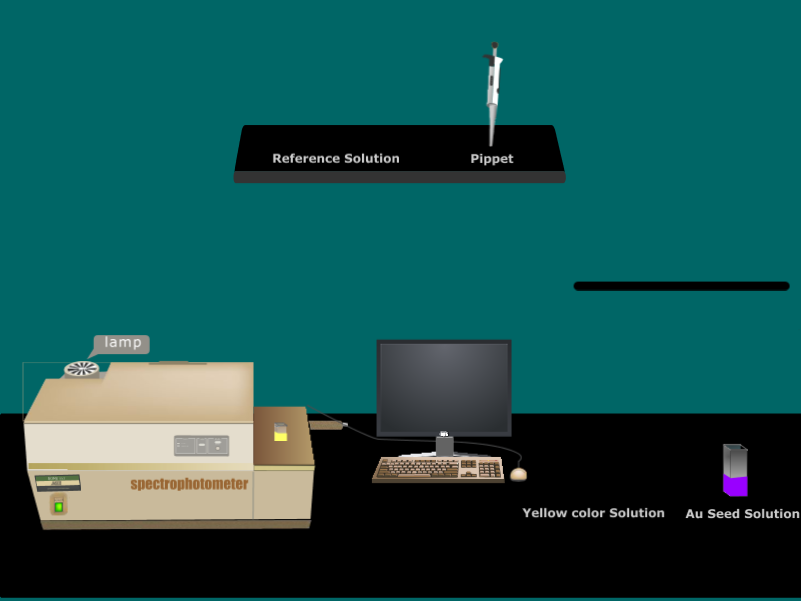 Reference Solution
Pippet
lamp
spectrophotometer
Yellow color Solution
Au Seed Solution